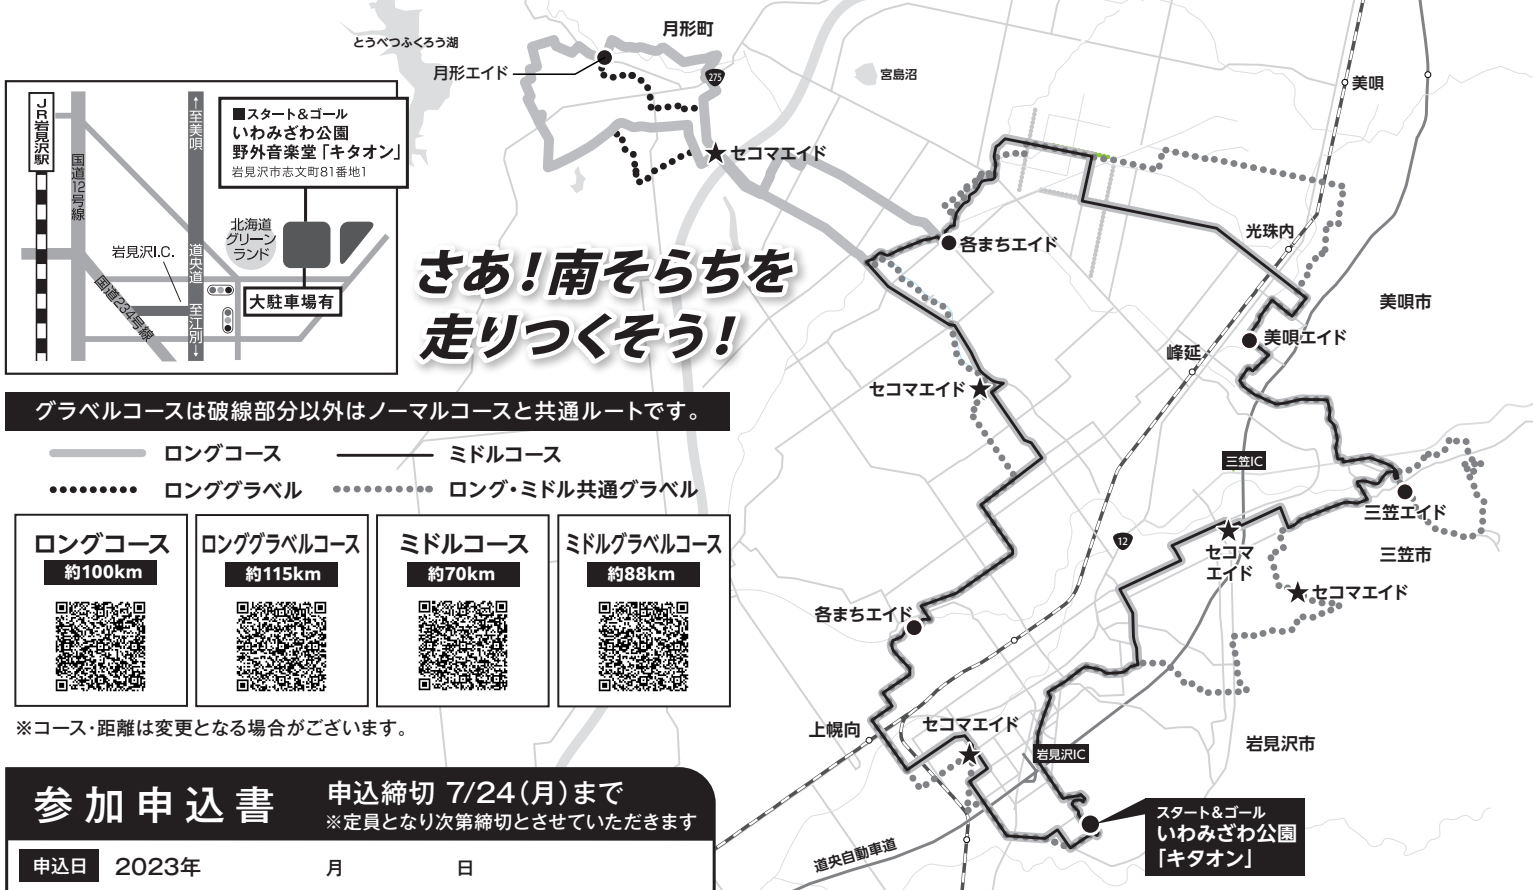 とうべつふくろう湖
月形町
月形エイド
275
宮島沼
美唄
セコマエイド
JR岩見沢駅
国道12号線
↑至美唄
道央道
至江別↓
■スタート&ゴール
いわみざわ公園
野外音楽堂「キタオン」
岩見沢市志文町81番地1
北海道
グリーン
ランド
岩見沢I.C.
国道234号線
大駐車場有
さあ!南そらちを
走りつくそう!
各まちエイド
光珠内
美唄市
美唄エイド
峰延
セコマエイド
グラベルコースは破線部分以外はノーマルコースと共通ルートです。
ロングコース
ミドルコース
ロンググラベル
ロング・ミドル共通グラベル
三笠IC
三笠エイド
12
セコマ
エイド
三笠市
セコマエイド
ロングコース
約100km
ロンググラベルコース
約115km
ミドルコース
約70km
ミドルグラベルコース
約88km
各まちエイド
※コース・距離は変更となる場合がございます。
上幌向
セコマエイド
岩見沢IC
岩見沢市
参加申込書
申込締切 7/24(月)まで
※定員となり次第締切とさせていただきます
申込日 2023年 月 日
道央自動車道
スタート&ゴール
いわみざわ公園
「キタオン」